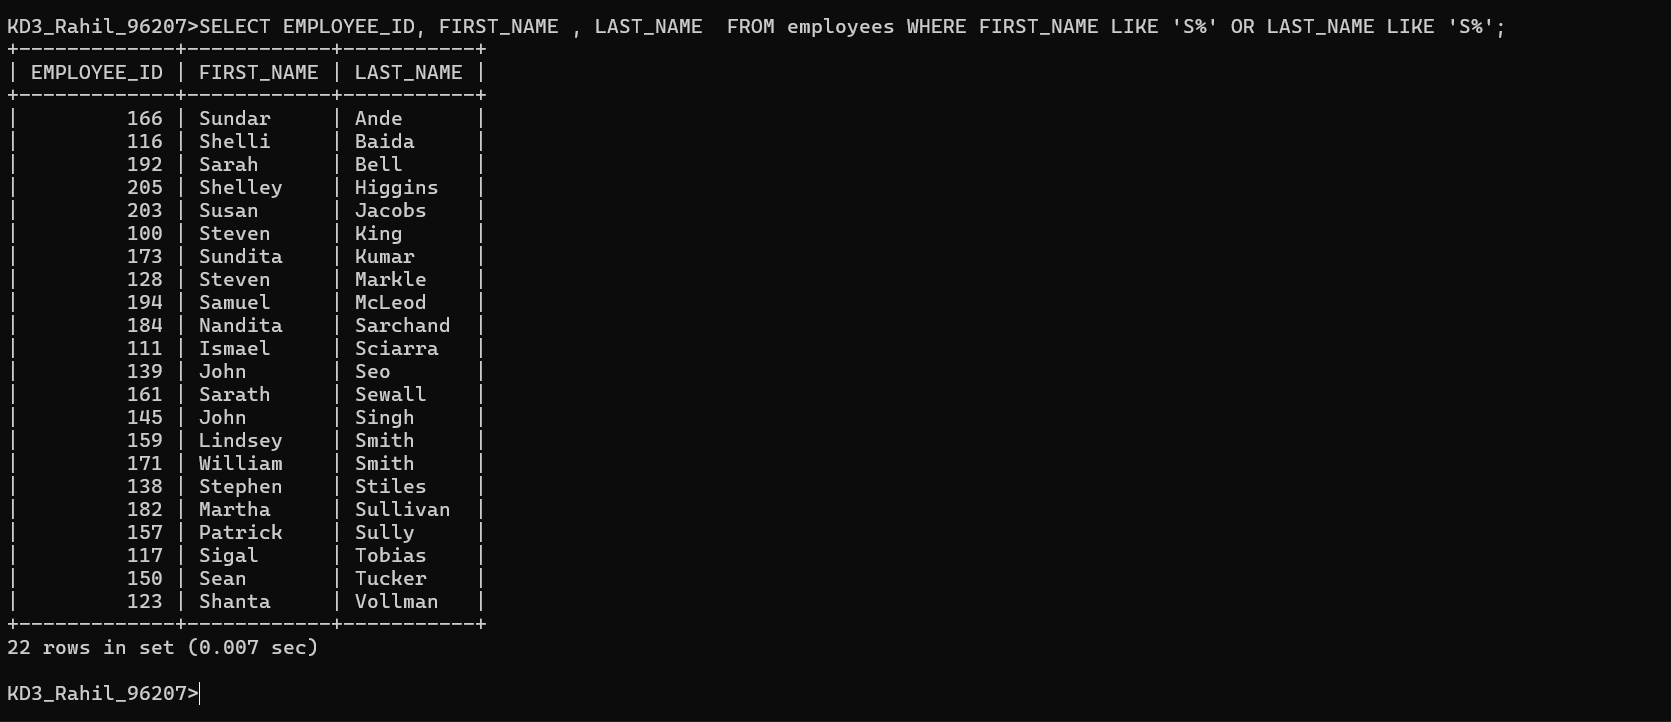 KD3_Rahil_96207>SELECT EMPLOYEE_ID, FIRST_NAME , LAST_NAME  FROM employees WHERE FIRST_NAME LIKE 'S%' OR LAST_NAME LIKE 'S%';
+-------------+------------+-----------+
| EMPLOYEE_ID | FIRST_NAME | LAST_NAME |
+-------------+------------+-----------+
|         166 | Sundar     | Ande      |
|         116 | Shelli     | Baida     |
|         192 | Sarah      | Bell      |
|         205 | Shelley    | Higgins   |
|         203 | Susan      | Jacobs    |
|         100 | Steven     | King      |
|         173 | Sundita    | Kumar     |
|         128 | Steven     | Markle    |
|         194 | Samuel     | McLeod    |
|         184 | Nandita    | Sarchand  |
|         111 | Ismael     | Sciarra   |
|         139 | John       | Seo       |
|         161 | Sarath     | Sewall    |
|         145 | John       | Singh     |
|         159 | Lindsey    | Smith     |
|         171 | William    | Smith     |
|         138 | Stephen    | Stiles    |
|         182 | Martha     | Sullivan  |
|         157 | Patrick    | Sully     |
|         117 | Sigal      | Tobias    |
|         150 | Sean       | Tucker    |
|         123 | Shanta     | Vollman   |
+-------------+------------+-----------+
22 rows in set (0.007 sec)
KD3_Rahil_96207>